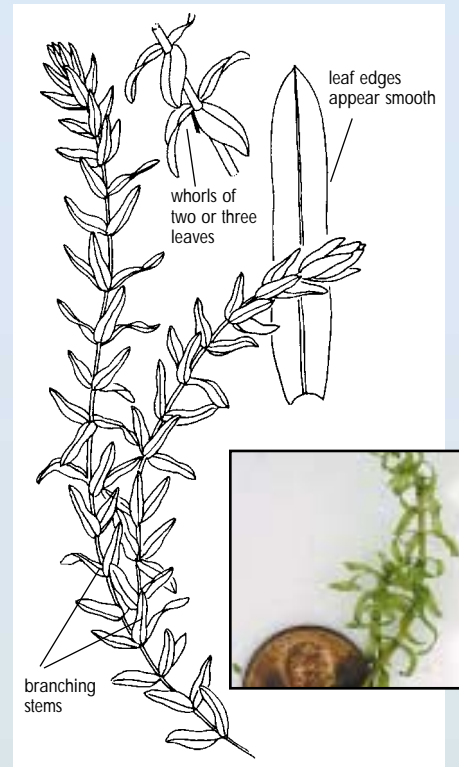 leaf edges
appear smooth
whorls of
two or three
leaves
branching
stems